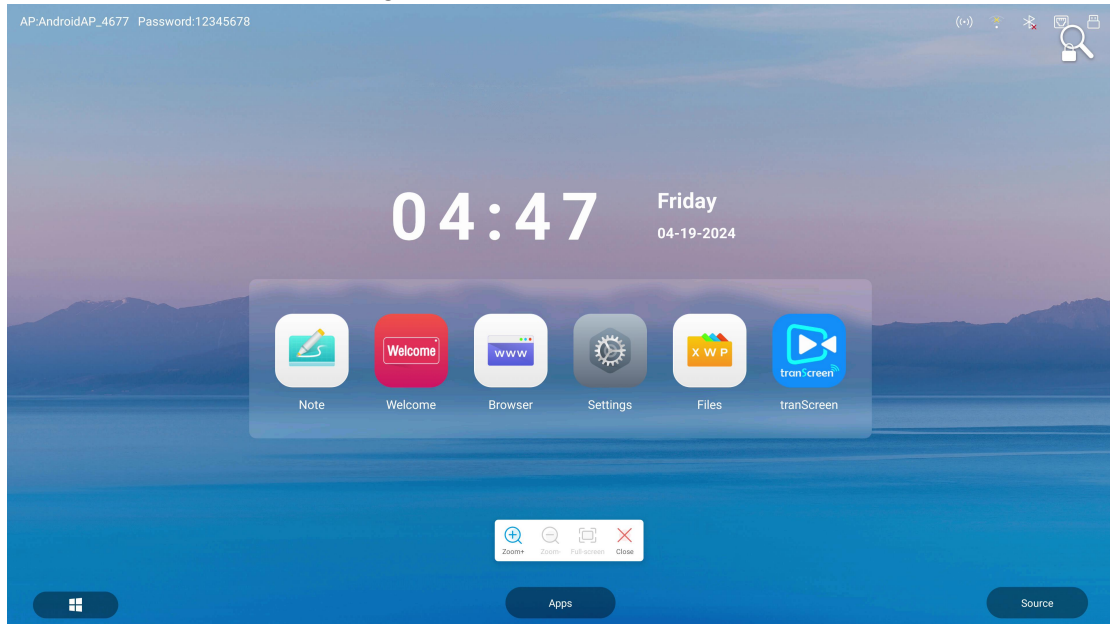 AP:AndroidAP_4677 Password:12345678
04:47
Friday
04-19-2024
Welcome
www
X W P
tranScreen
Note
Welcome
Browser
Settings
Files
tranScreen
Zoom+
Zoom-
Full-screen
Close
Apps
Source